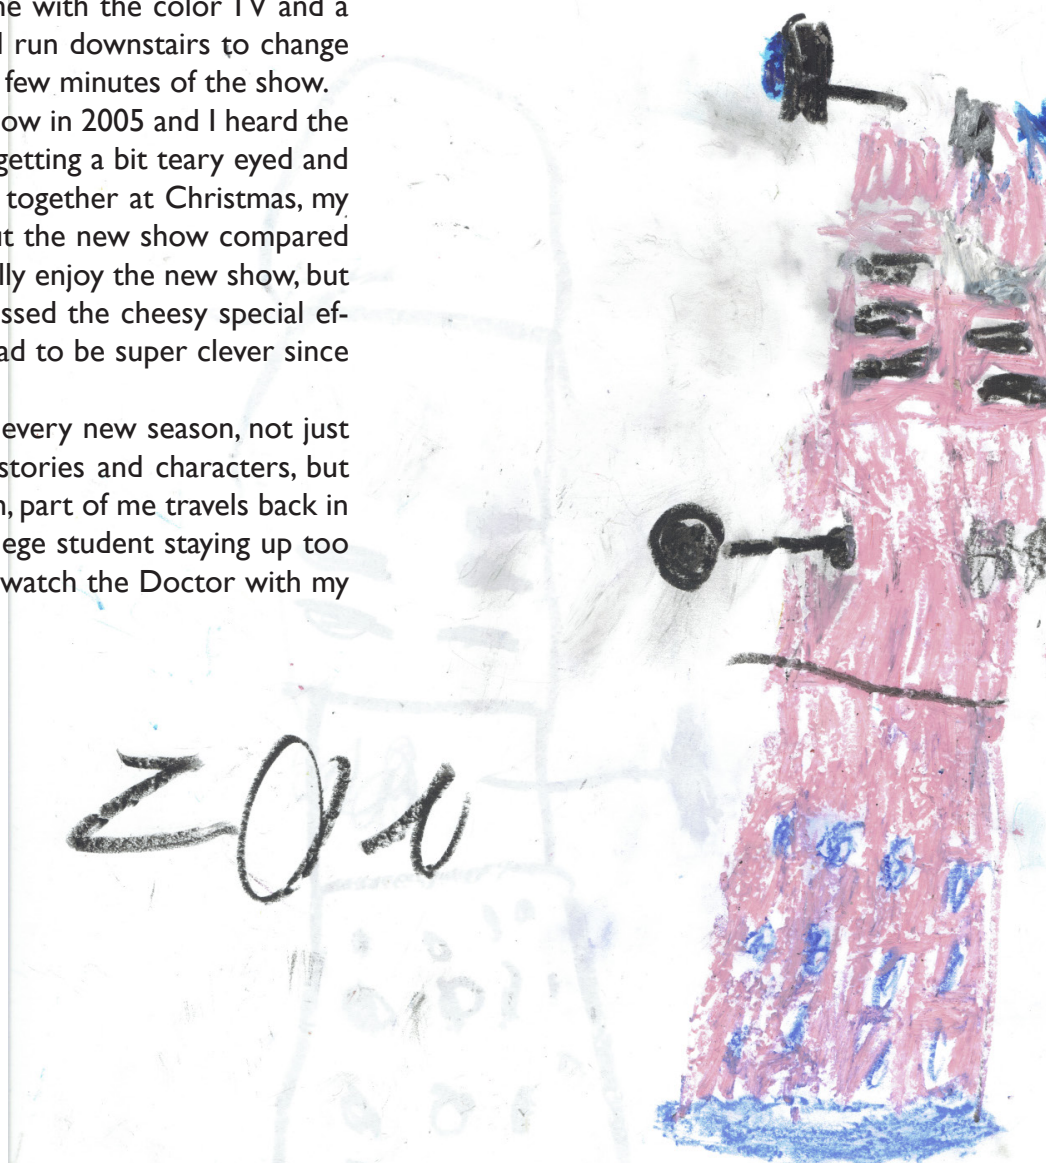 with the color TV and a
run downstairs to change
few minutes of the show.
ow in 2005 and I heard the
getting a bit teary eyed and
together at Christmas, my
the new show compared
lly enjoy the new show, but
ssed the cheesy special ef-
ad to be super clever since
every new season, not just
stories and characters, but
, part of me travels back in
ege student staying up too
watch the Doctor with my